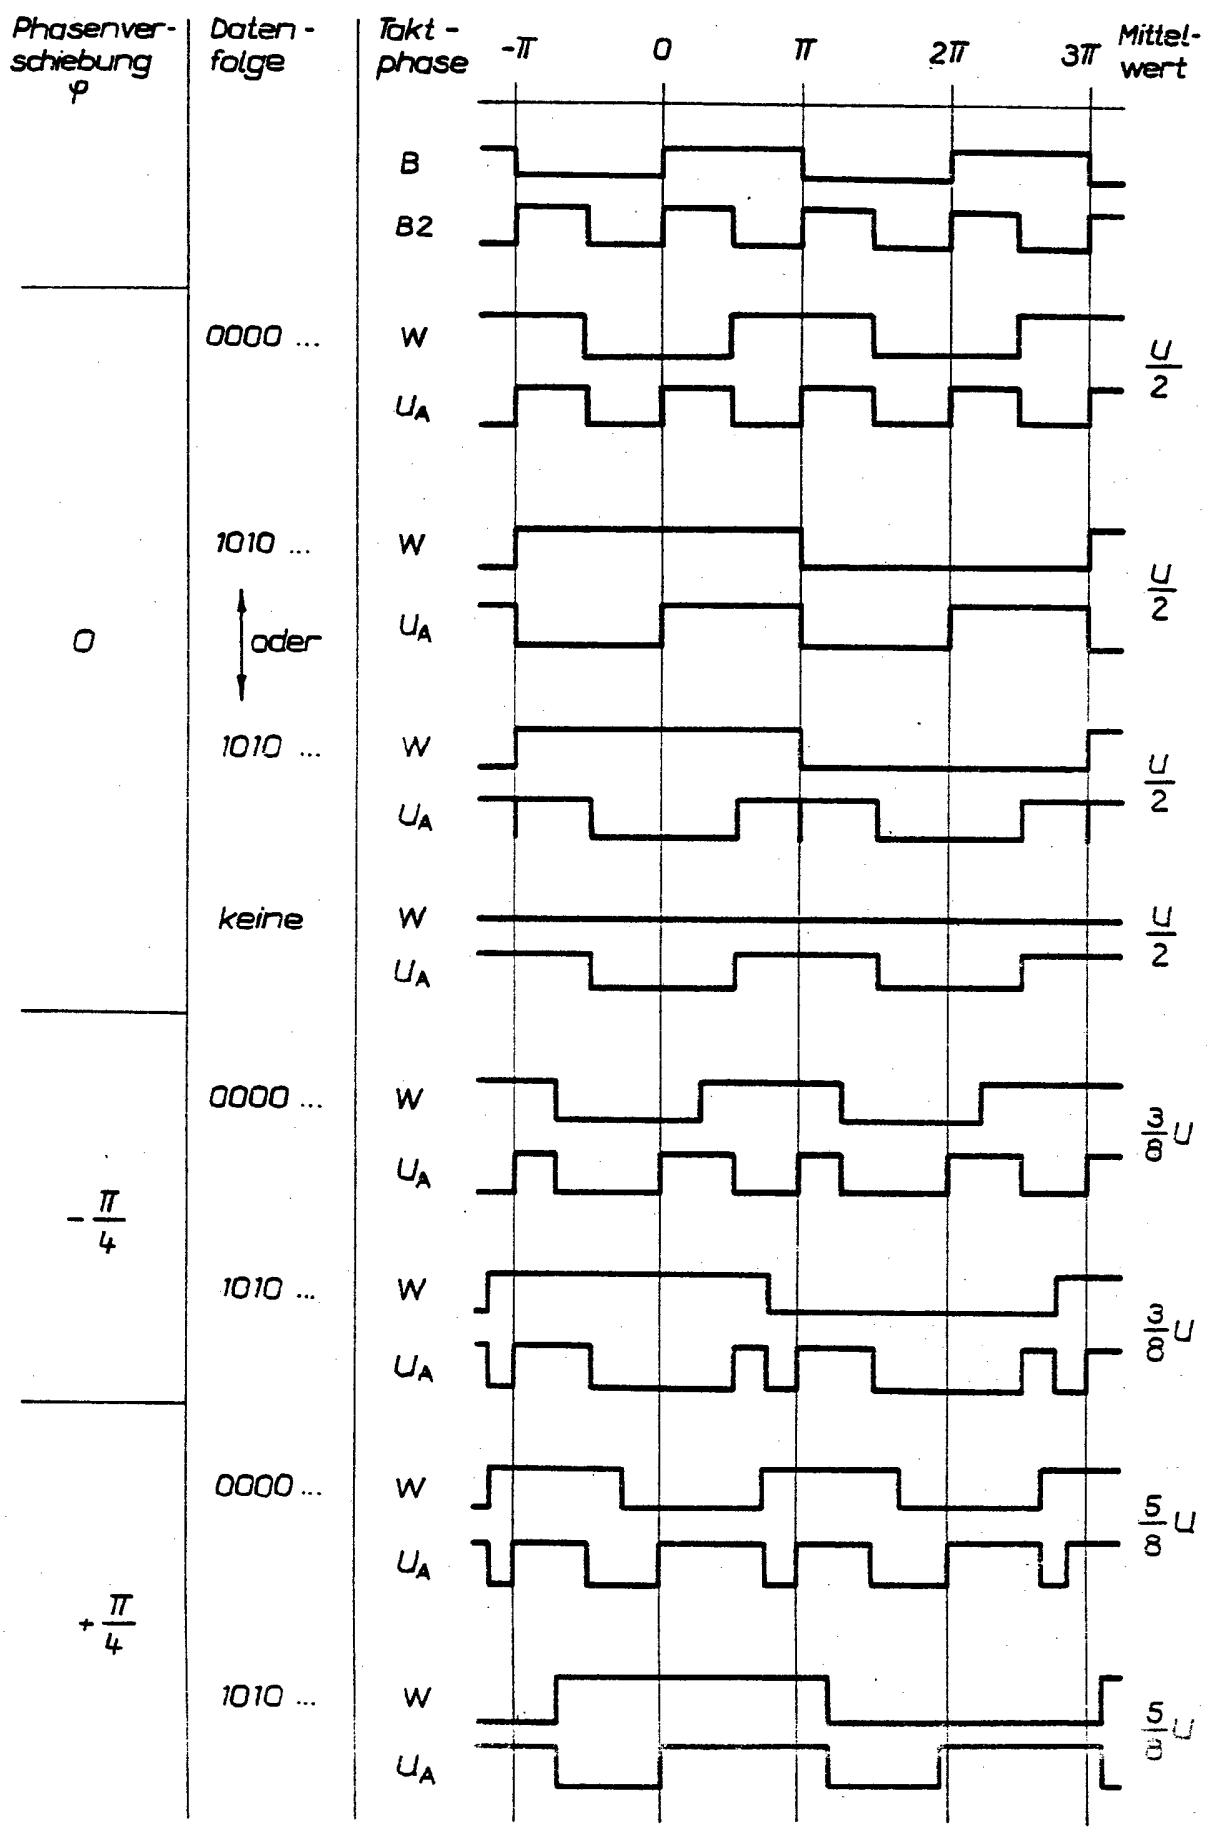 Phasenver-
schiebung
φ
Daten-
folge
Takt-
phase
-π 0 π 2π 3π
Mittel-
wert
B
B2
0000 ...
W
U_A
U/2
0
1010 ...
W
U_A
U/2
oder
1010 ...
W
U_A
U/2
keine
W
U_A
U/2
- π/4
0000 ...
W
U_A
3/8 U
1010 ...
W
U_A
3/8 U
+ π/4
0000 ...
W
U_A
5/8 U
1010 ...
W
U_A
5/8 U